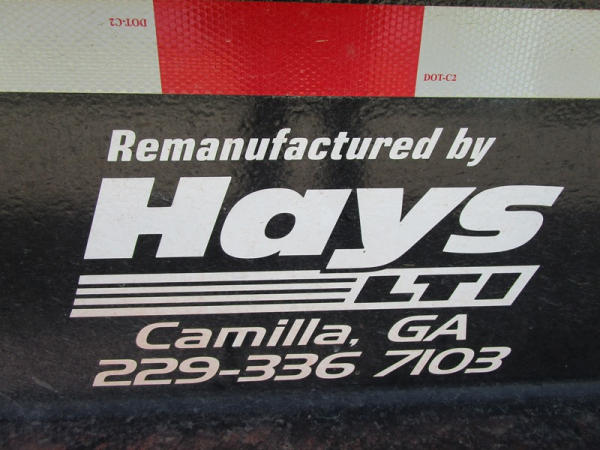 DOT-C2
DOT-C2
Remanufactured by
Hays
LTI
Camilla, GA
229-336 7103